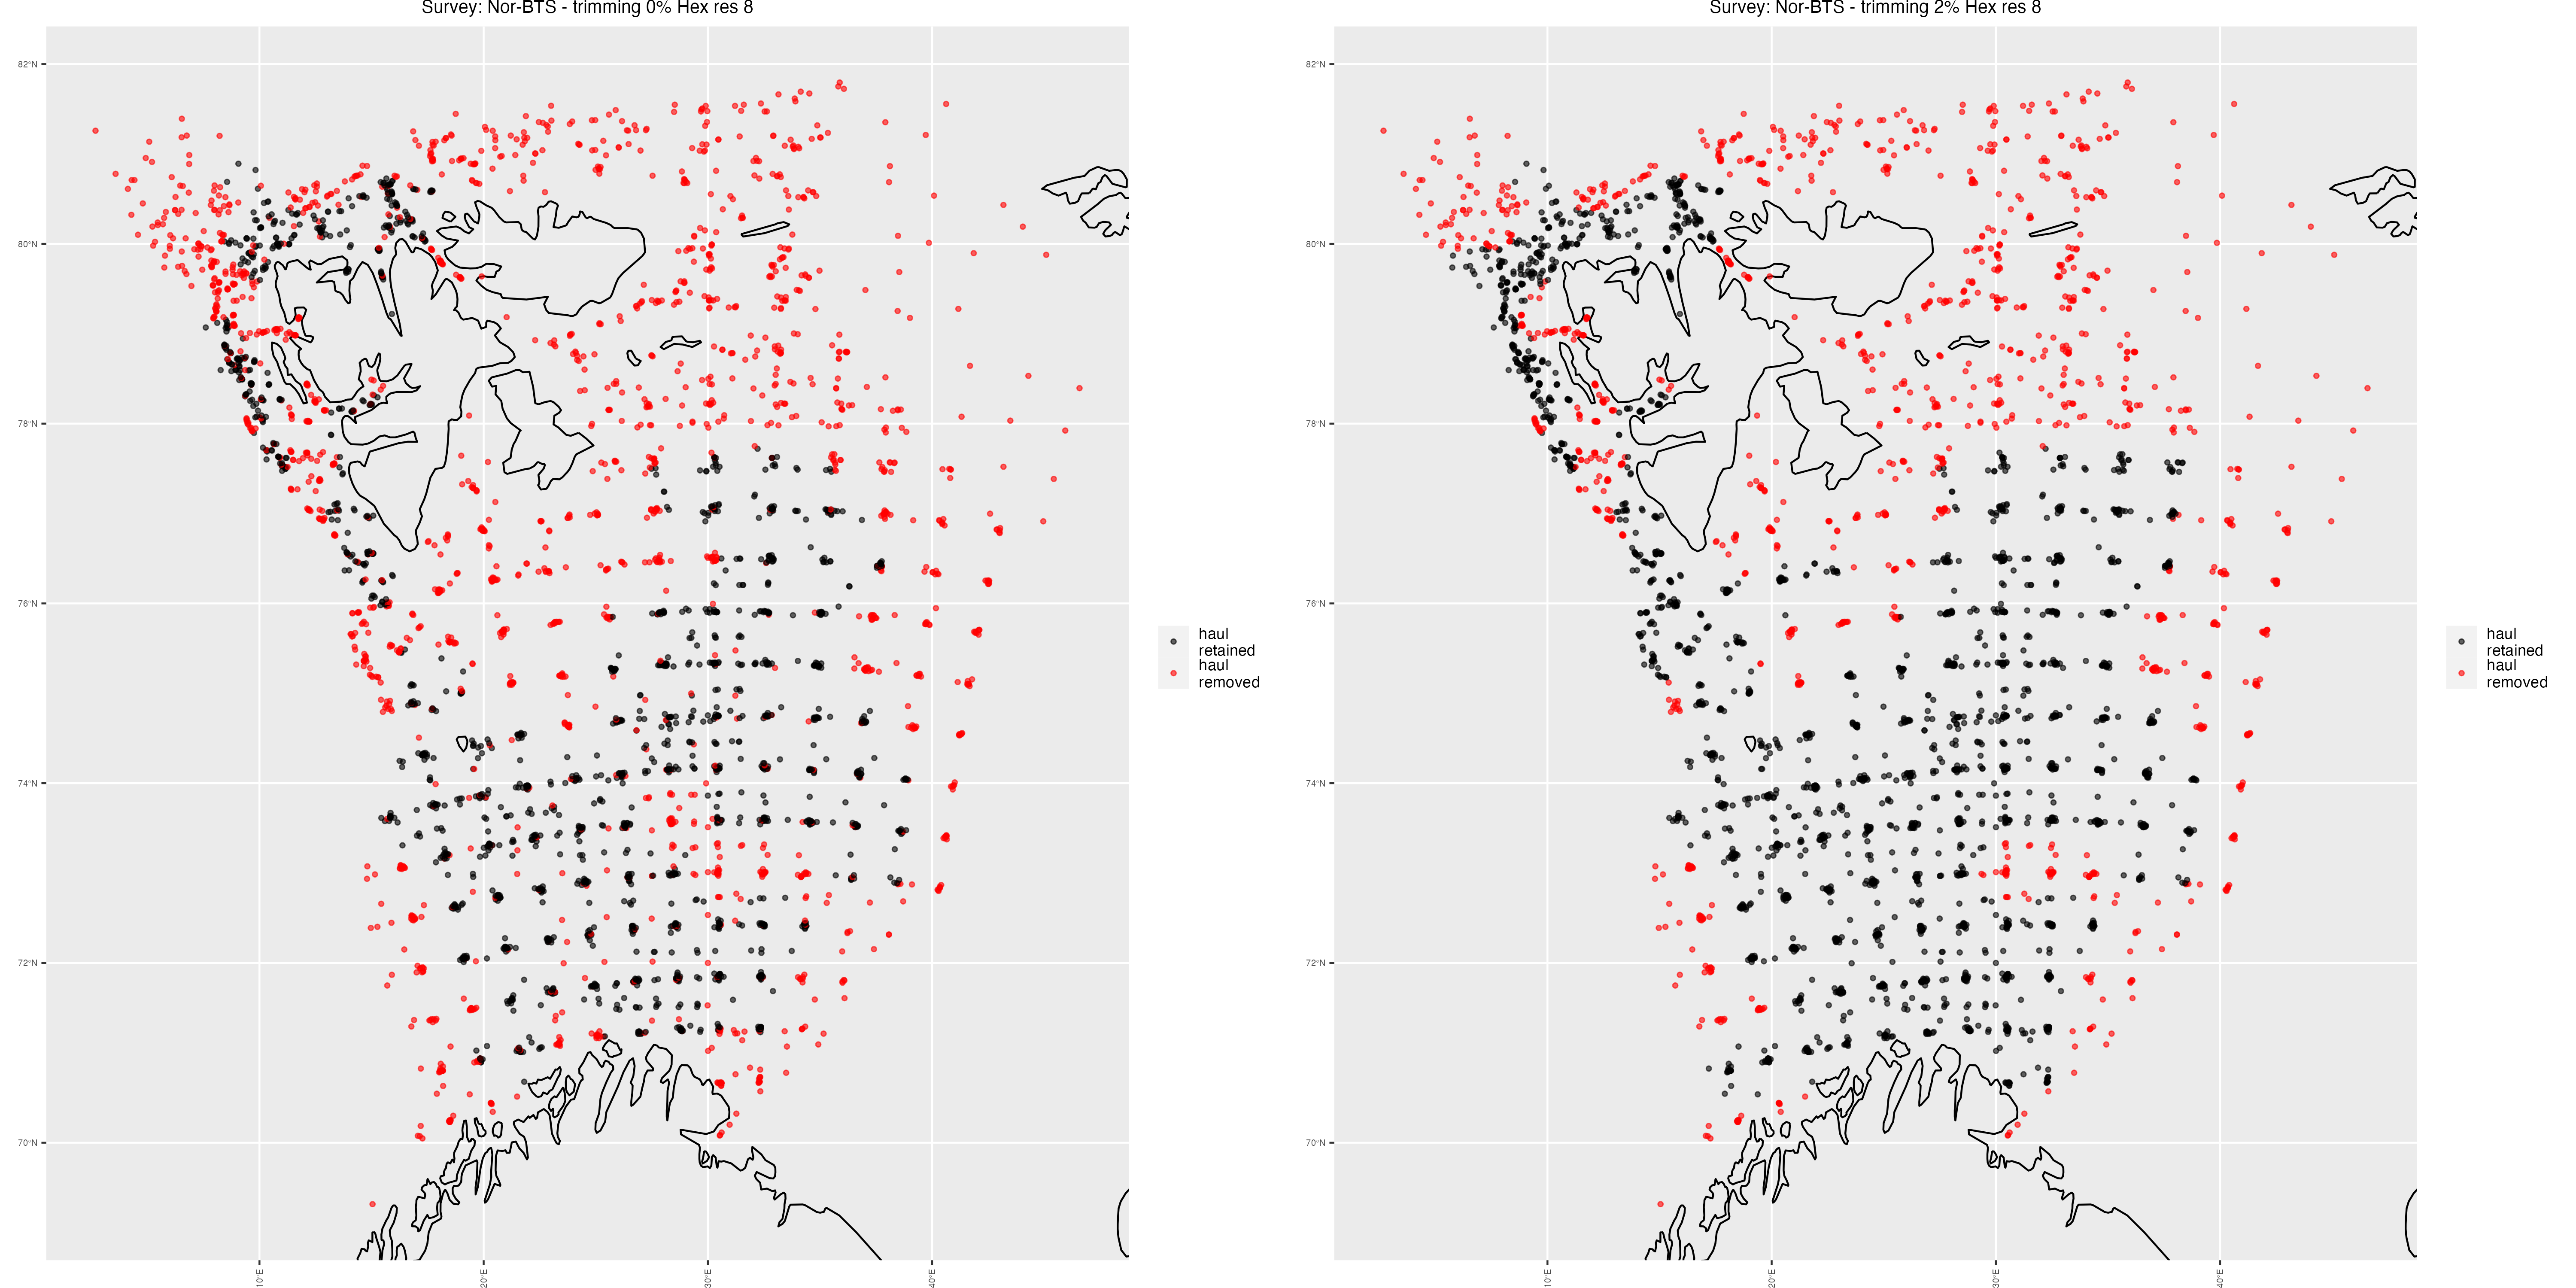 Survey: Nor-BTS - trimming 0% Hex res 8
82°N
80°N
78°N
76°N
74°N
72°N
70°N
10°E
20°E
30°E
40°E
haul
retained
haul
removed
Survey: Nor-BTS - trimming 2% Hex res 8
82°N
80°N
78°N
76°N
74°N
72°N
70°N
10°E
20°E
30°E
40°E
haul
retained
haul
removed